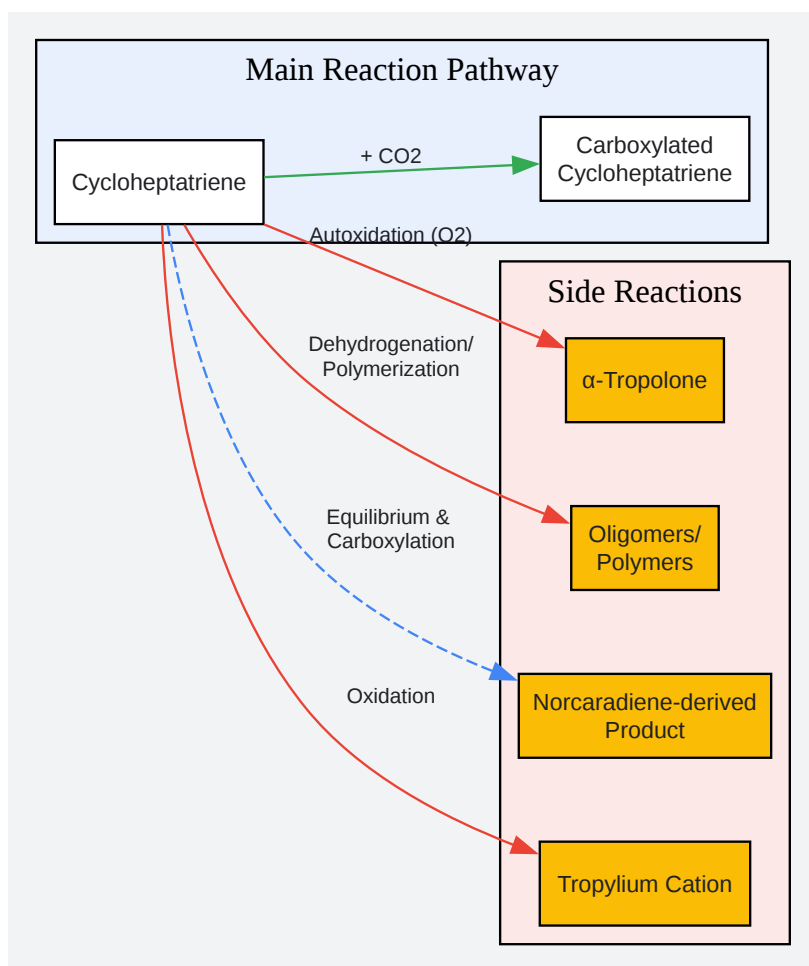 Main Reaction Pathway
Cycloheptatriene
+ CO2
Carboxylated
Cycloheptatriene
Autoxidation (O2)
Side Reactions
Dehydrogenation/
Polymerization
α-Tropolone
Equilibrium &
Carboxylation
Oligomers/
Polymers
Oxidation
Norcaradiene-derived
Product
Tropylium Cation